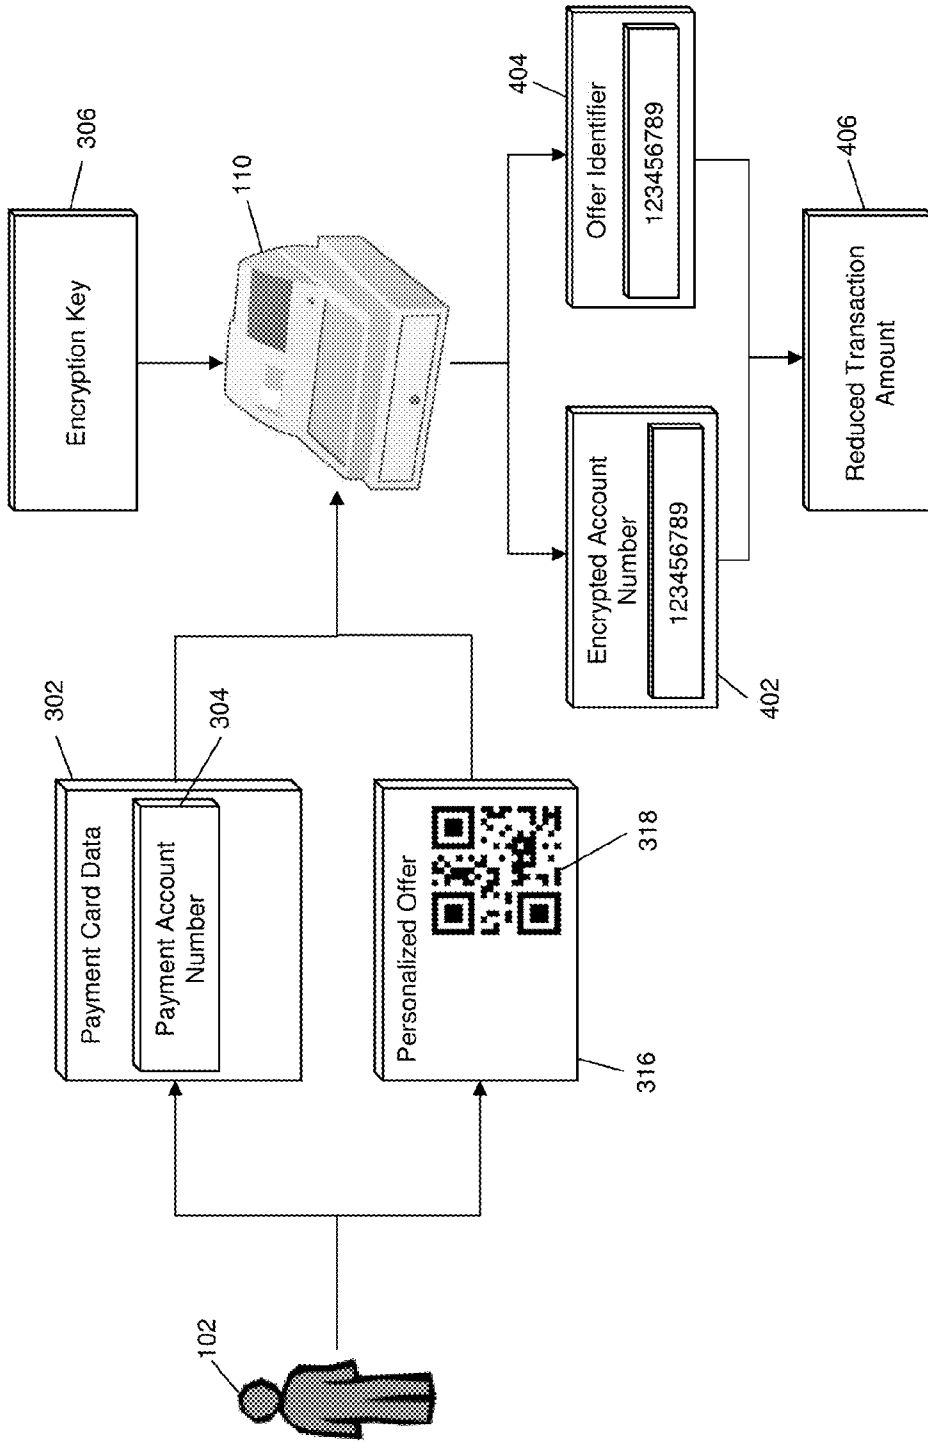 102
Payment Card Data
302
Payment Account
Number
304
Personalized Offer
316
318
Encryption Key
306
110
Encrypted Account
Number
123456789
402
Offer Identifier
123456789
404
Reduced Transaction
Amount
406